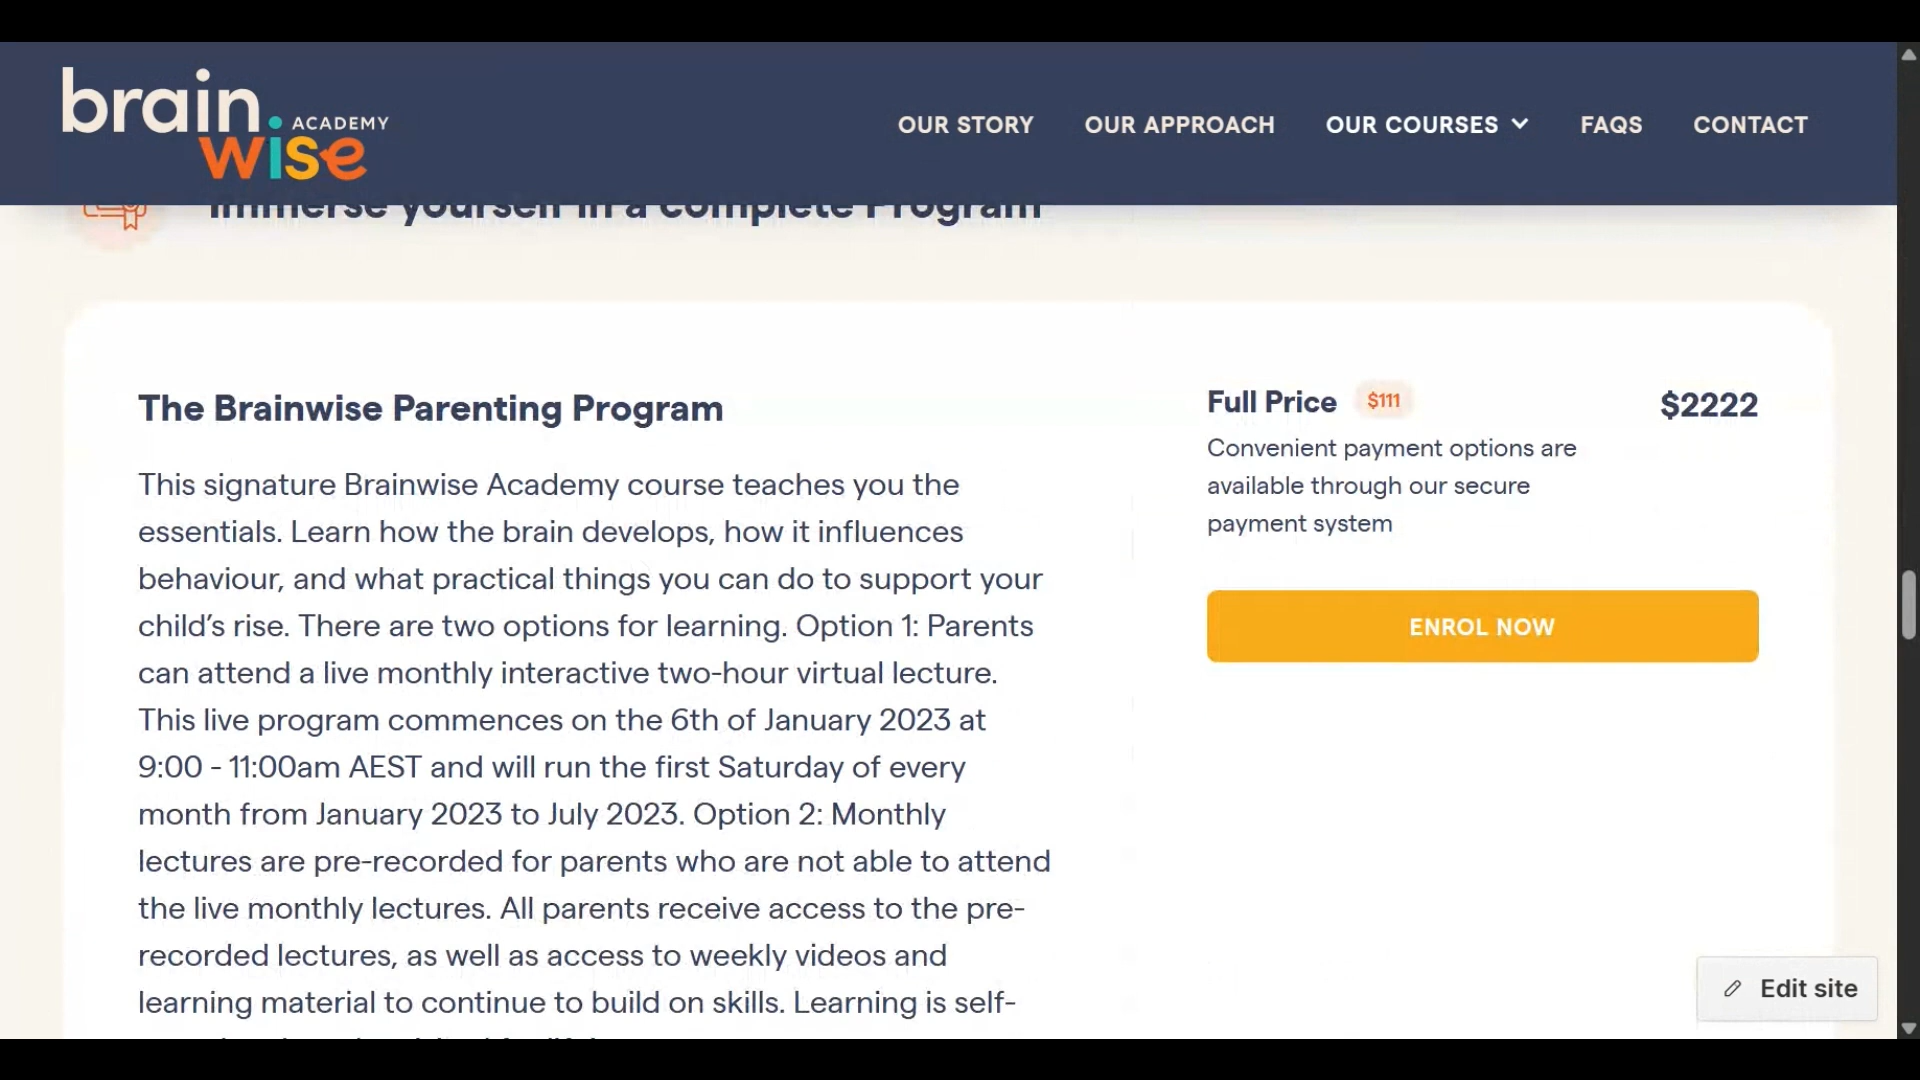 brain
wise
ACADEMY
OUR STORY
OUR APPROACH
OUR COURSES
FAQS
CONTACT
Immerse yourself in a complete Program
The Brainwise Parenting Program
This signature Brainwise Academy course teaches you the
essentials. Learn how the brain develops, how it influences
behaviour, and what practical things you can do to support your
child’s rise. There are two options for learning. Option 1: Parents
can attend a live monthly interactive two-hour virtual lecture.
This live program commences on the 6th of January 2023 at
9:00 - 11:00am AEST and will run the first Saturday of every
month from January 2023 to July 2023. Option 2: Monthly
lectures are pre-recorded for parents who are not able to attend
the live monthly lectures. All parents receive access to the pre-
recorded lectures, as well as access to weekly videos and
learning material to continue to build on skills. Learning is self-
Full Price
$111
$2222
Convenient payment options are
available through our secure
payment system
ENROL NOW
Edit site